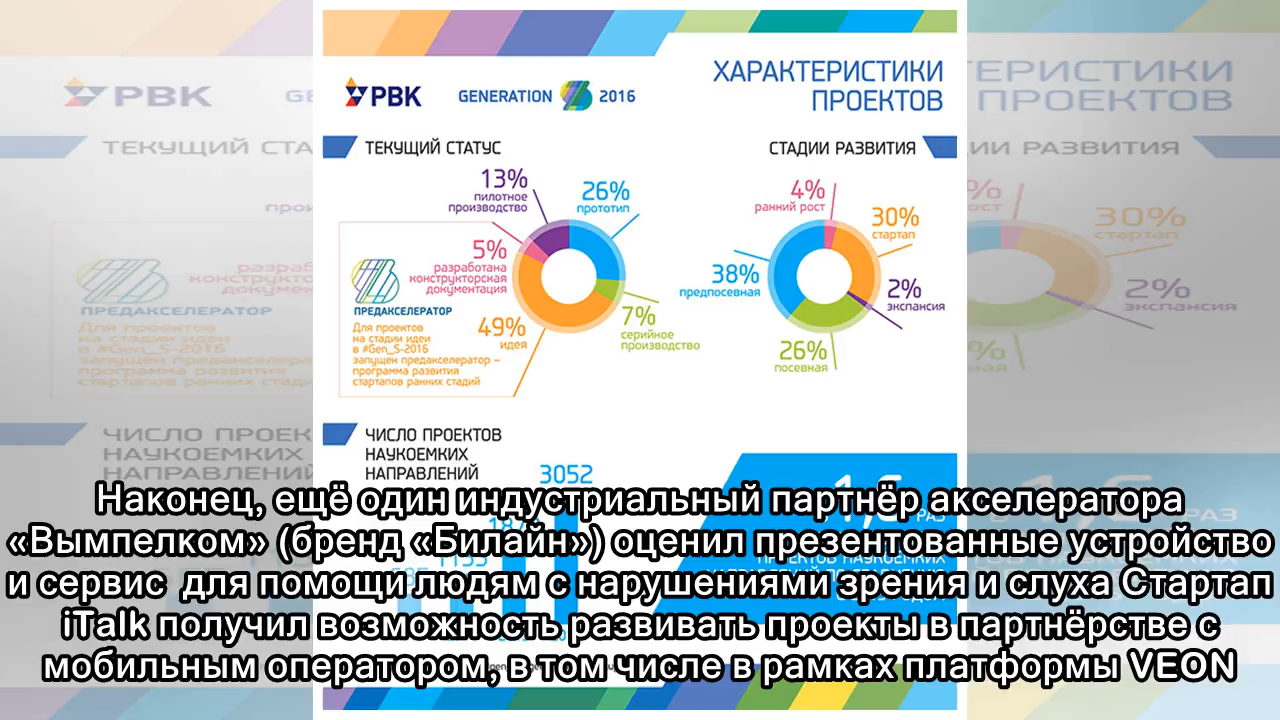 РВК
GENERATION S 2016
ХАРАКТЕРИСТИКИ
ПРОЕКТОВ
ТЕКУЩИЙ СТАТУС
13%
пилотное
производство
26%
прототип
5%
разработана
конструкторская
документация
ПРЕДАКСЕЛЕРАТОР
Для проектов
на стадии идеи
в #Gen_S-2016
запущен предакселератор –
программа развития
стартапов ранних стадий
49%
идея
7%
серийное
производство
СТАДИИ РАЗВИТИЯ
4%
ранний рост
30%
стартап
38%
предпосевная
2%
экспансия
26%
посевная
ЧИСЛО ПРОЕКТОВ
НАУКОЕМКИХ
НАПРАВЛЕНИЙ
3052
РАЗ
Наконец, ещё один индустриальный партнёр акселератора
«Вымпелком» (бренд «Билайн») оценил презентованные устройство
и сервис для помощи людям с нарушениями зрения и слуха Стартап
iTalk получил возможность развивать проекты в партнёрстве с
мобильным оператором, в том числе в рамках платформы VEON